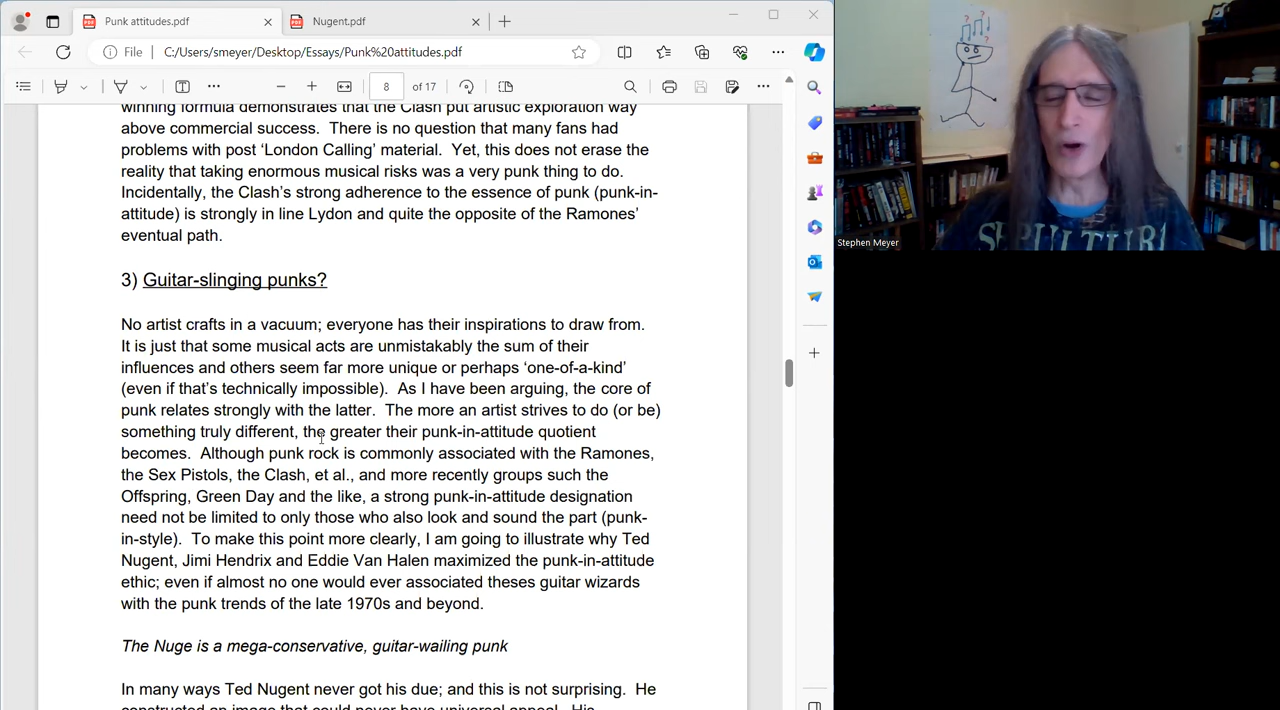 Punk attitudes.pdf
Nugent.pdf
File
C:/Users/smeyer/Desktop/Essays/Punk%20attitudes.pdf
8 of 17
winning formula demonstrates that the Clash put artistic exploration way
above commercial success. There is no question that many fans had
problems with post ‘London Calling’ material. Yet, this does not erase the
reality that taking enormous musical risks was a very punk thing to do.
Incidentally, the Clash’s strong adherence to the essence of punk (punk-in-
attitude) is strongly in line Lydon and quite the opposite of the Ramones’
eventual path.
3) Guitar-slinging punks?
No artist crafts in a vacuum; everyone has their inspirations to draw from.
It is just that some musical acts are unmistakably the sum of their
influences and others seem far more unique or perhaps ‘one-of-a-kind’
(even if that’s technically impossible). As I have been arguing, the core of
punk relates strongly with the latter. The more an artist strives to do (or be)
something truly different, the greater their punk-in-attitude quotient
becomes. Although punk rock is commonly associated with the Ramones,
the Sex Pistols, the Clash, et al., and more recently groups such the
Offspring, Green Day and the like, a strong punk-in-attitude designation
need not be limited to only those who also look and sound the part (punk-
in-style). To make this point more clearly, I am going to illustrate why Ted
Nugent, Jimi Hendrix and Eddie Van Halen maximized the punk-in-attitude
ethic; even if almost no one would ever associated theses guitar wizards
with the punk trends of the late 1970s and beyond.
The Nuge is a mega-conservative, guitar-wailing punk
In many ways Ted Nugent never got his due; and this is not surprising. He
constructed an image that could never have universal appeal. His
SEPULTURA
Stephen Meyer